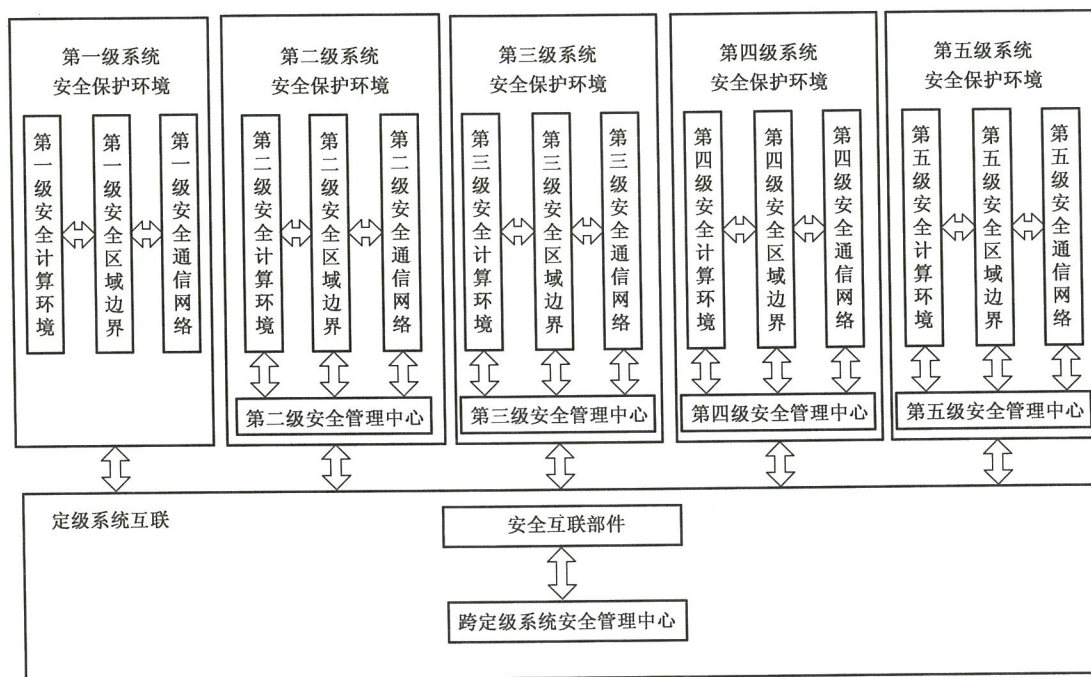 第一级系统
安全保护环境
第一级安全计算环境
第一级安全区域边界
第一级安全通信网络
第二级系统
安全保护环境
第二级安全计算环境
第二级安全区域边界
第二级安全通信网络
第二级安全管理中心
第三级系统
安全保护环境
第三级安全计算环境
第三级安全区域边界
第三级安全通信网络
第三级安全管理中心
第四级系统
安全保护环境
第四级安全计算环境
第四级安全区域边界
第四级安全通信网络
第四级安全管理中心
第五级系统
安全保护环境
第五级安全计算环境
第五级安全区域边界
第五级安全通信网络
第五级安全管理中心
定级系统互联
安全互联部件
跨定级系统安全管理中心